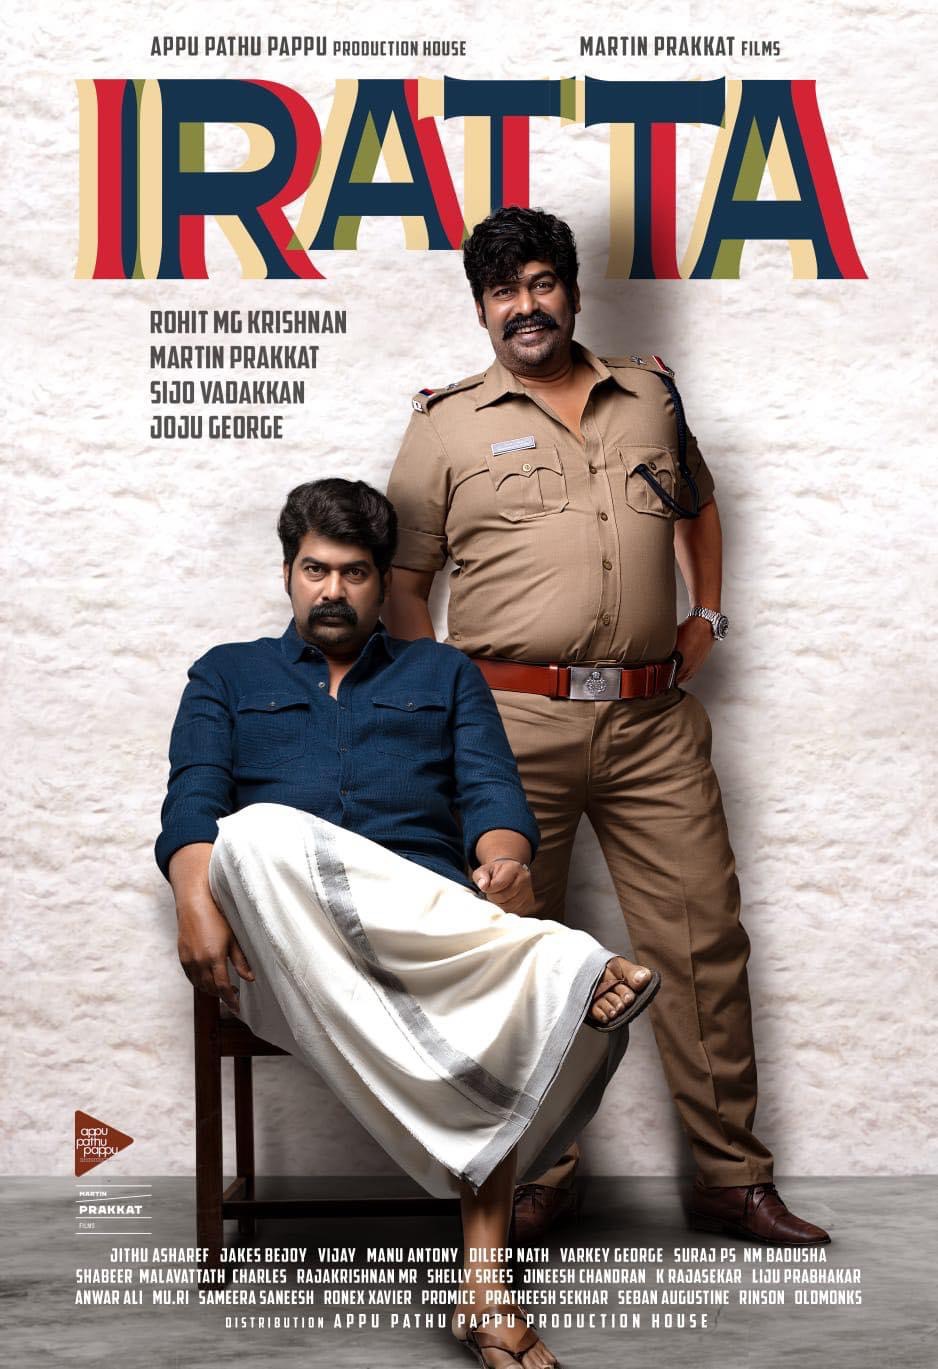 APPU PATHU PAPPU PRODUCTION HOUSE MARTIN PRAKKAT FILMS
IRATTA
ROHIT MG KRISHNAN
MARTIN PRAKKAT
SIJO VADAKKAN
JOJU GEORGE
appu
pathu
pappu
MARTIN
PRAKKAT
FILMS
JITHU ASHAREF JAKES BEJOY VIJAY MANU ANTONY DILEEP NATH VARKEY GEORGE SURAJ PS NM BADUSHA
SHABEER MALAVATTATH CHARLES RAJAKRISHNAN MR SHELLY SREES JINEESH CHANDRAN K RAJASEKAR LIJU PRABHAKAR
ANWAR ALI MU.RI SAMEERA SANEESH RONEX XAVIER PROMICE PRATHEESH SEKHAR SEBAN AUGUSTINE RINSON OLDMONKS
DISTRIBUTION APPU PATHU PAPPU PRODUCTION HOUSE